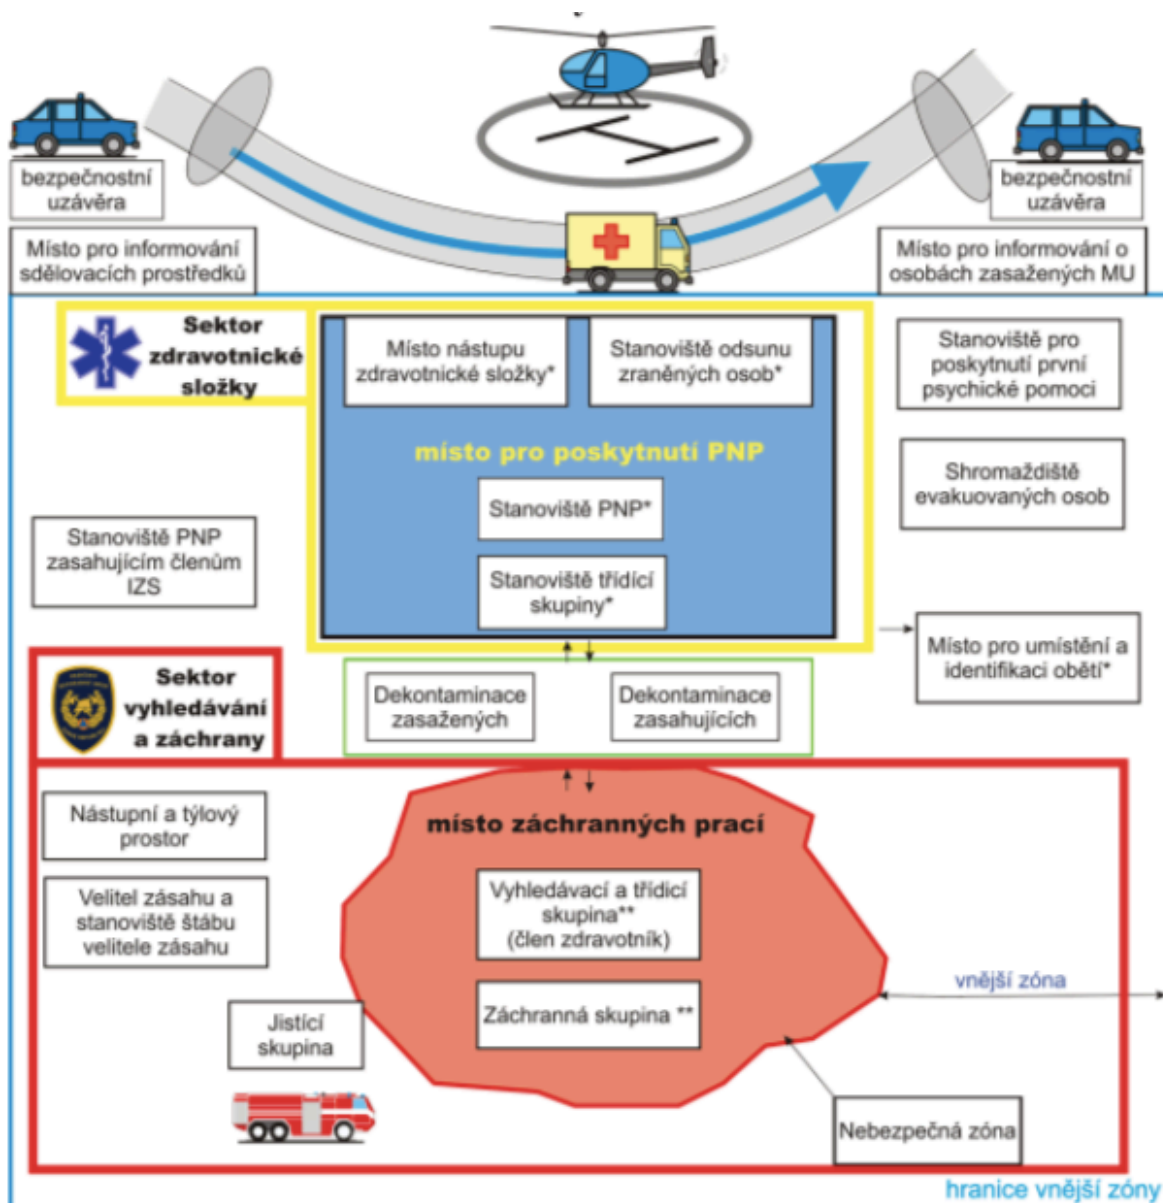 bezpečnostní
uzávěra
bezpečnostní
uzávěra
Místo pro informování
sdělovacích prostředků
Místo pro informování o
osobách zasažených MU
Sektor
zdravotnické
složky
Místo nástupu
zdravotnické složky*
Stanoviště odsunu
zraněných osob*
Stanoviště pro
poskytnutí první
psychické pomoci
místo pro poskytnutí PNP
Shromaždiště
evakuovaných osob
Stanoviště PNP*
Stanoviště PNP
zasahujícím členům
IZS
Stanoviště třídící
skupiny*
Místo pro umístění a
identifikaci obětí*
Sektor
vyhledávání
a záchrany
Dekontaminace
zasažených
Dekontaminace
zasahujících
Nástupní a týlový
prostor
místo záchranných prací
Velitel zásahu a
stanoviště štábu
velitele zásahu
Vyhledávací a třídicí
skupina**
(člen zdravotník)
vnější zóna
Záchranná skupina **
Jistící
skupina
Nebezpečná zóna
hranice vnější zóny